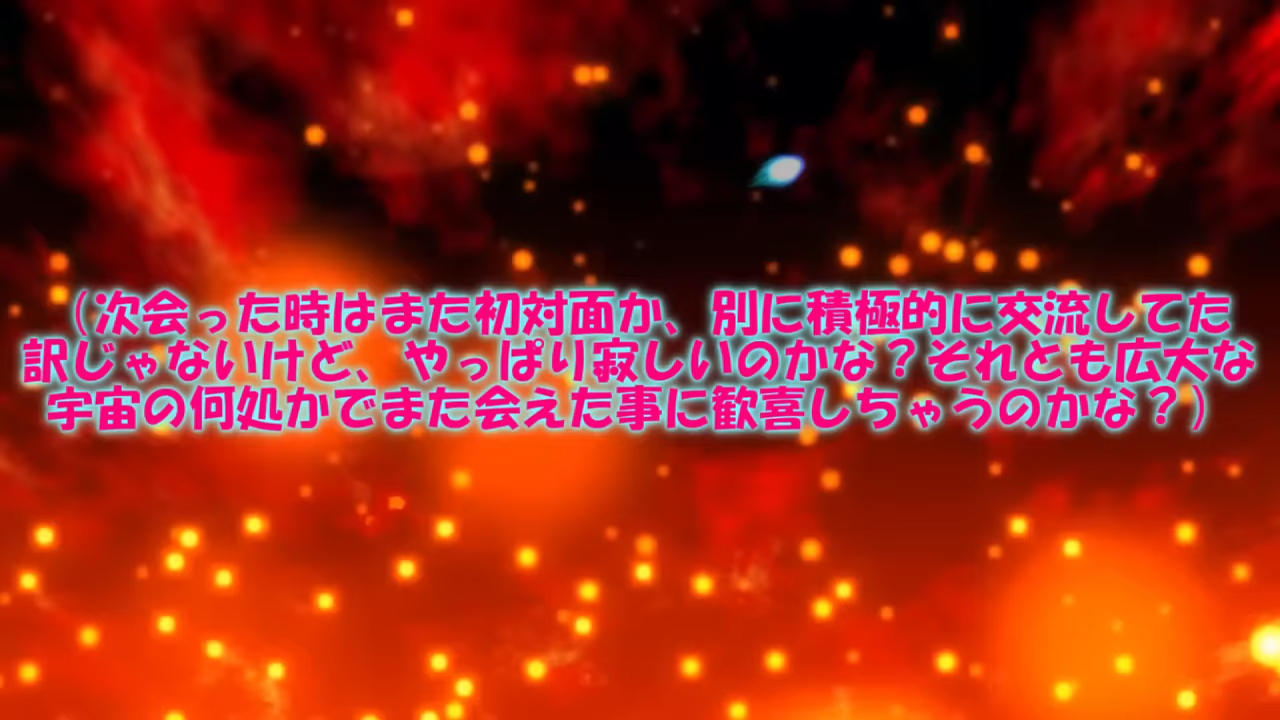 （次会った時はまた初対面か、別に積極的に交流してた
訳じゃないけど、やっぱり寂しいのかな？それとも広大な
宇宙の何処かでまた会えた事に歓喜しちゃうのかな？）